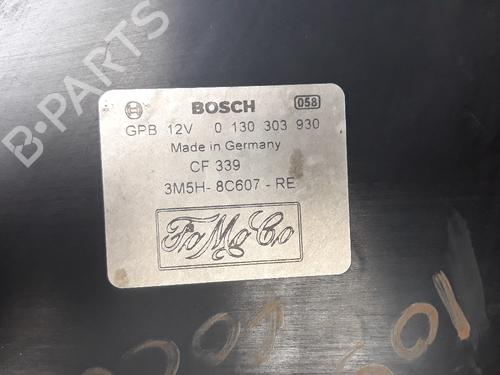 B-PARTS
BOSCH 058
GPB 12V 0 130 303 930
Made in Germany
CF 339
3M5H- 8C607 - RE
FoMoCo